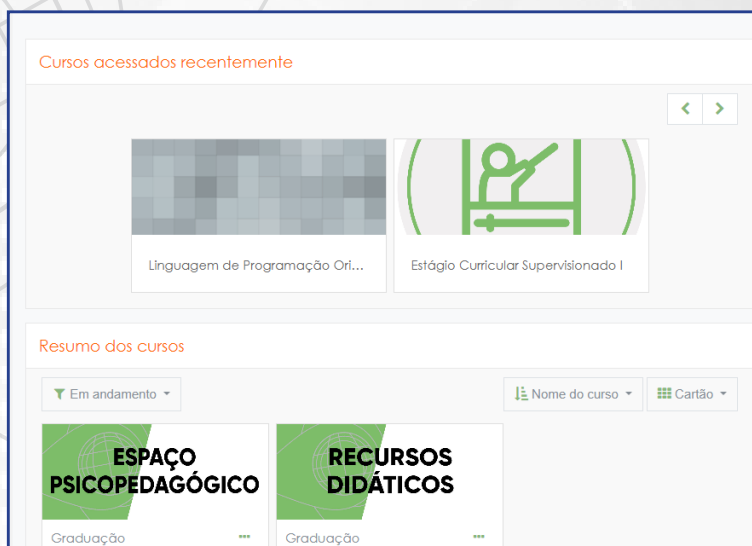 Cursos acessados recentemente
Linguagem de Programação Ori...
Estágio Curricular Supervisionado I
Resumo dos cursos
Em andamento
Nome do curso
Cartão
ESPAÇO
PSICOPEDAGÓGICO
RECURSOS
DIDÁTICOS
Graduação
Graduação